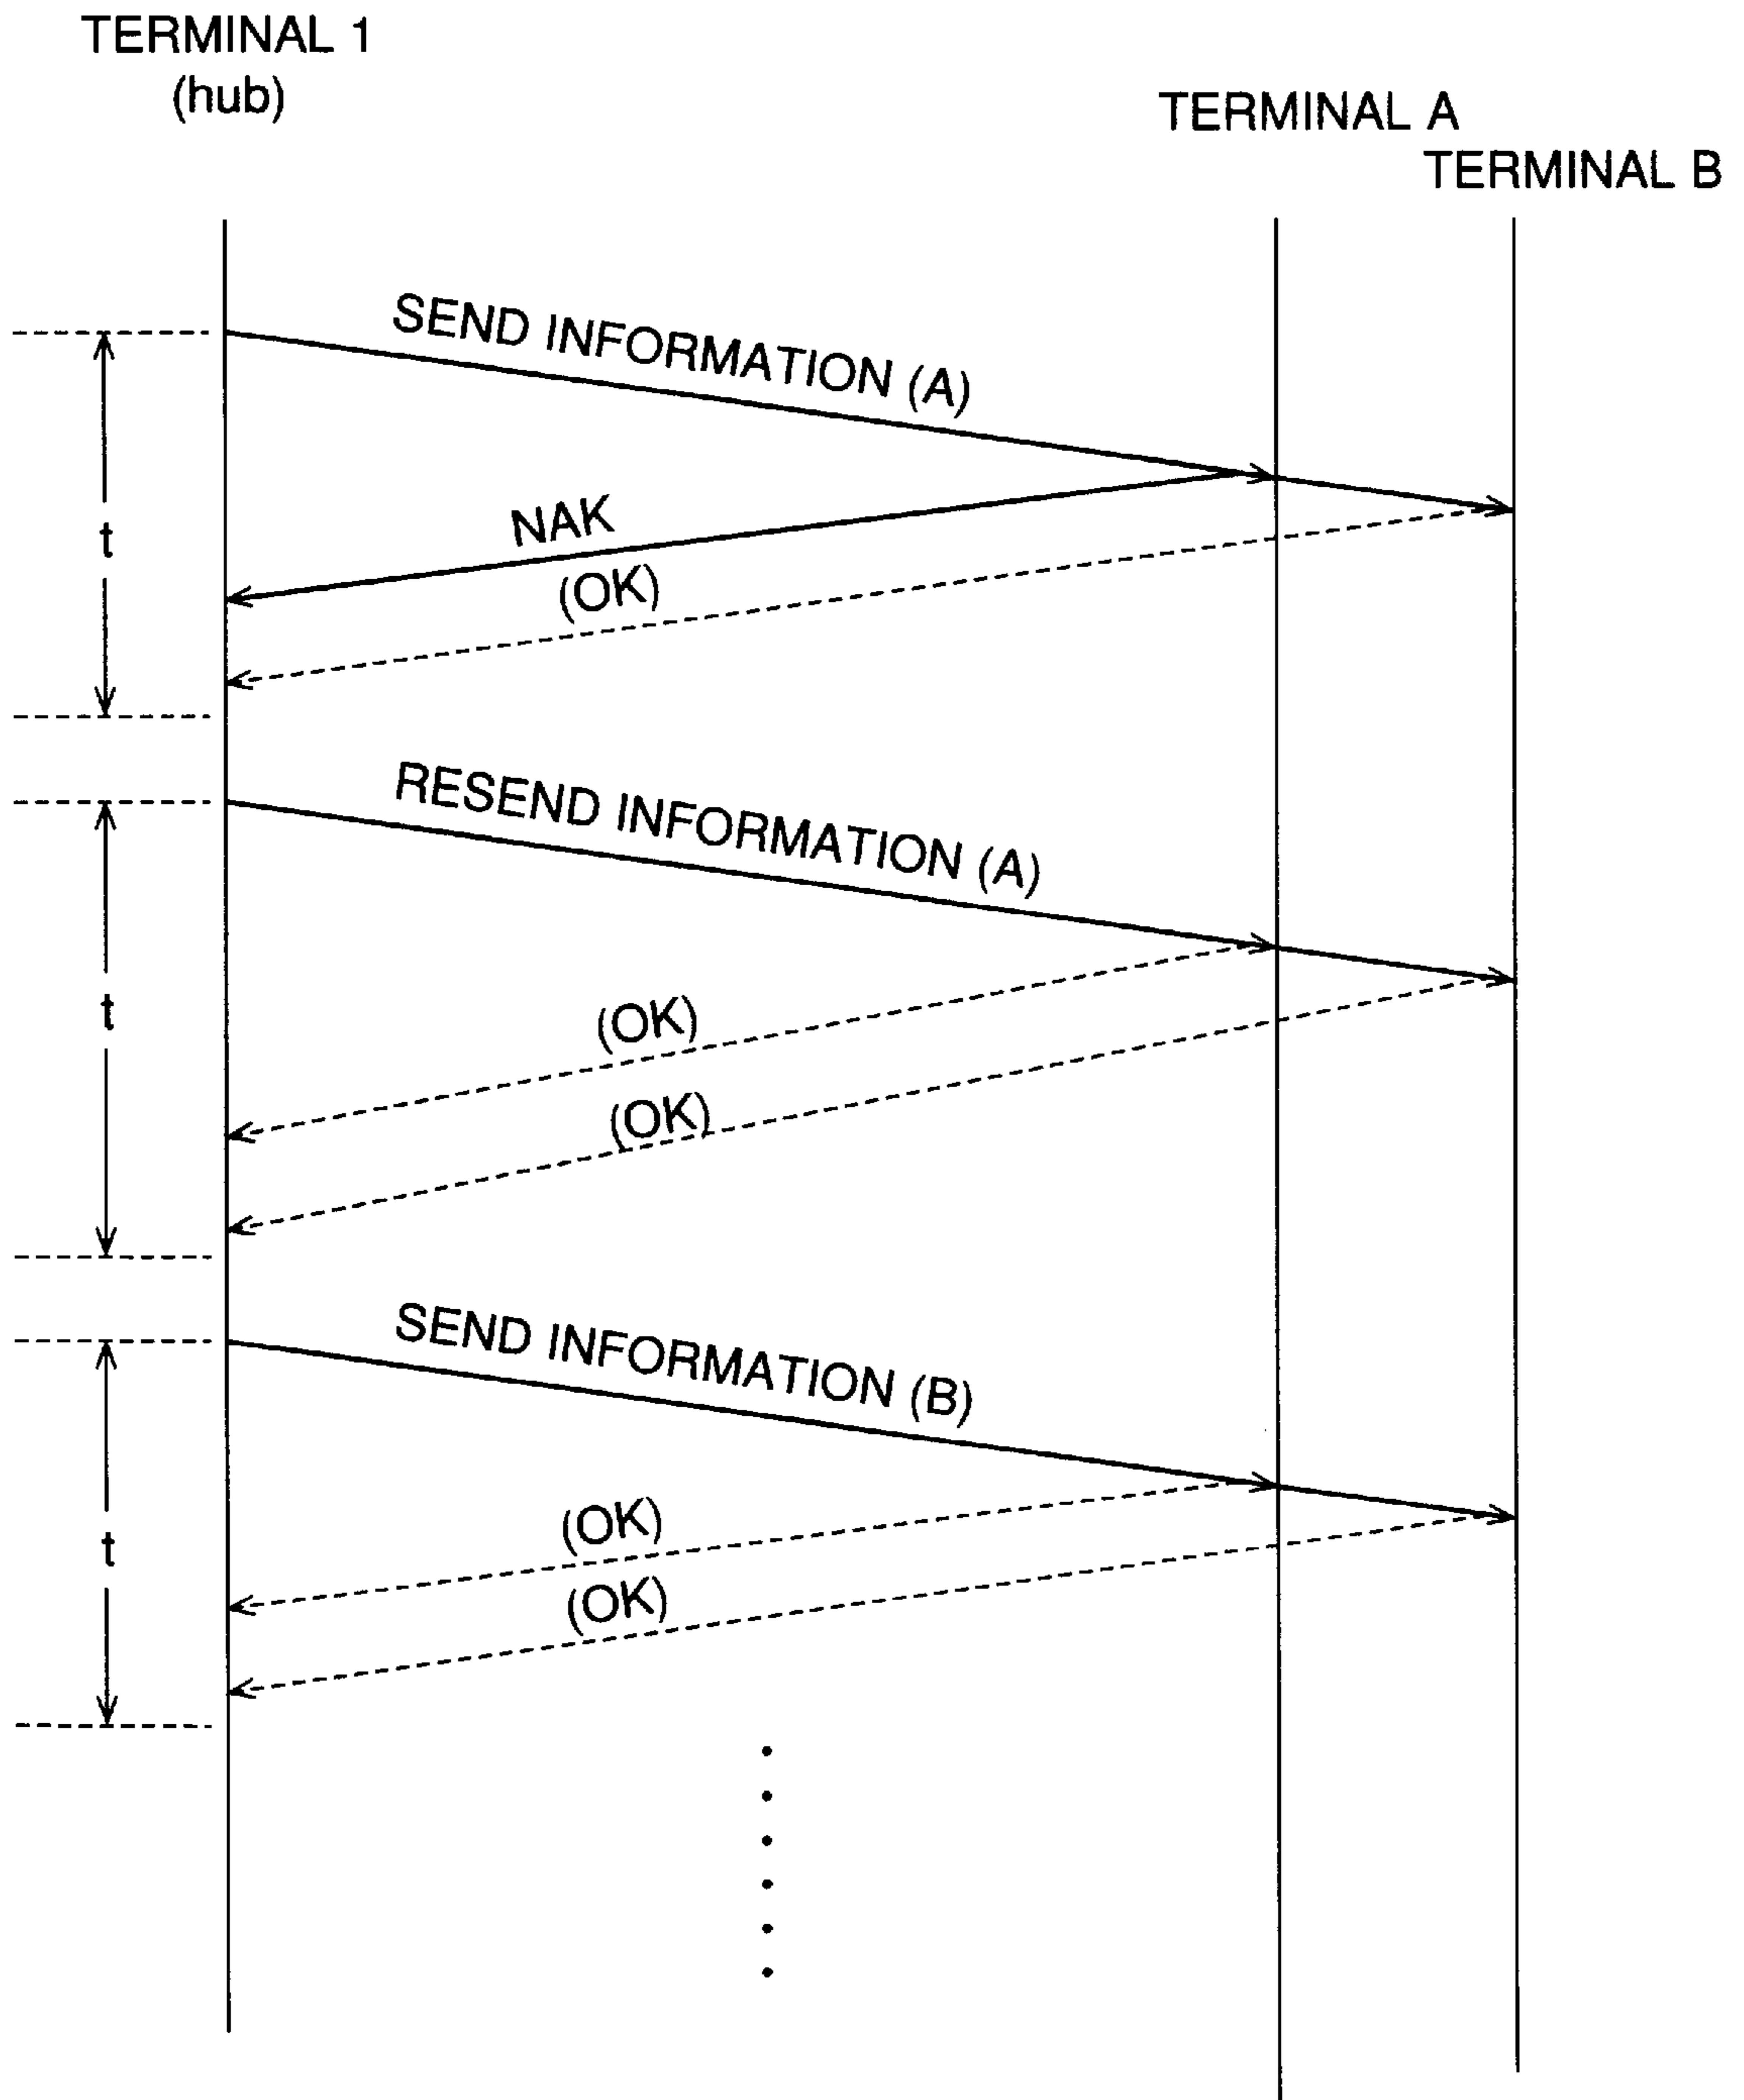 TERMINAL 1
(hub)
TERMINAL A
TERMINAL B
SEND INFORMATION (A)
NAK
t
(OK)
RESEND INFORMATION (A)
t
(OK)
(OK)
SEND INFORMATION (B)
(OK)
t
(OK)